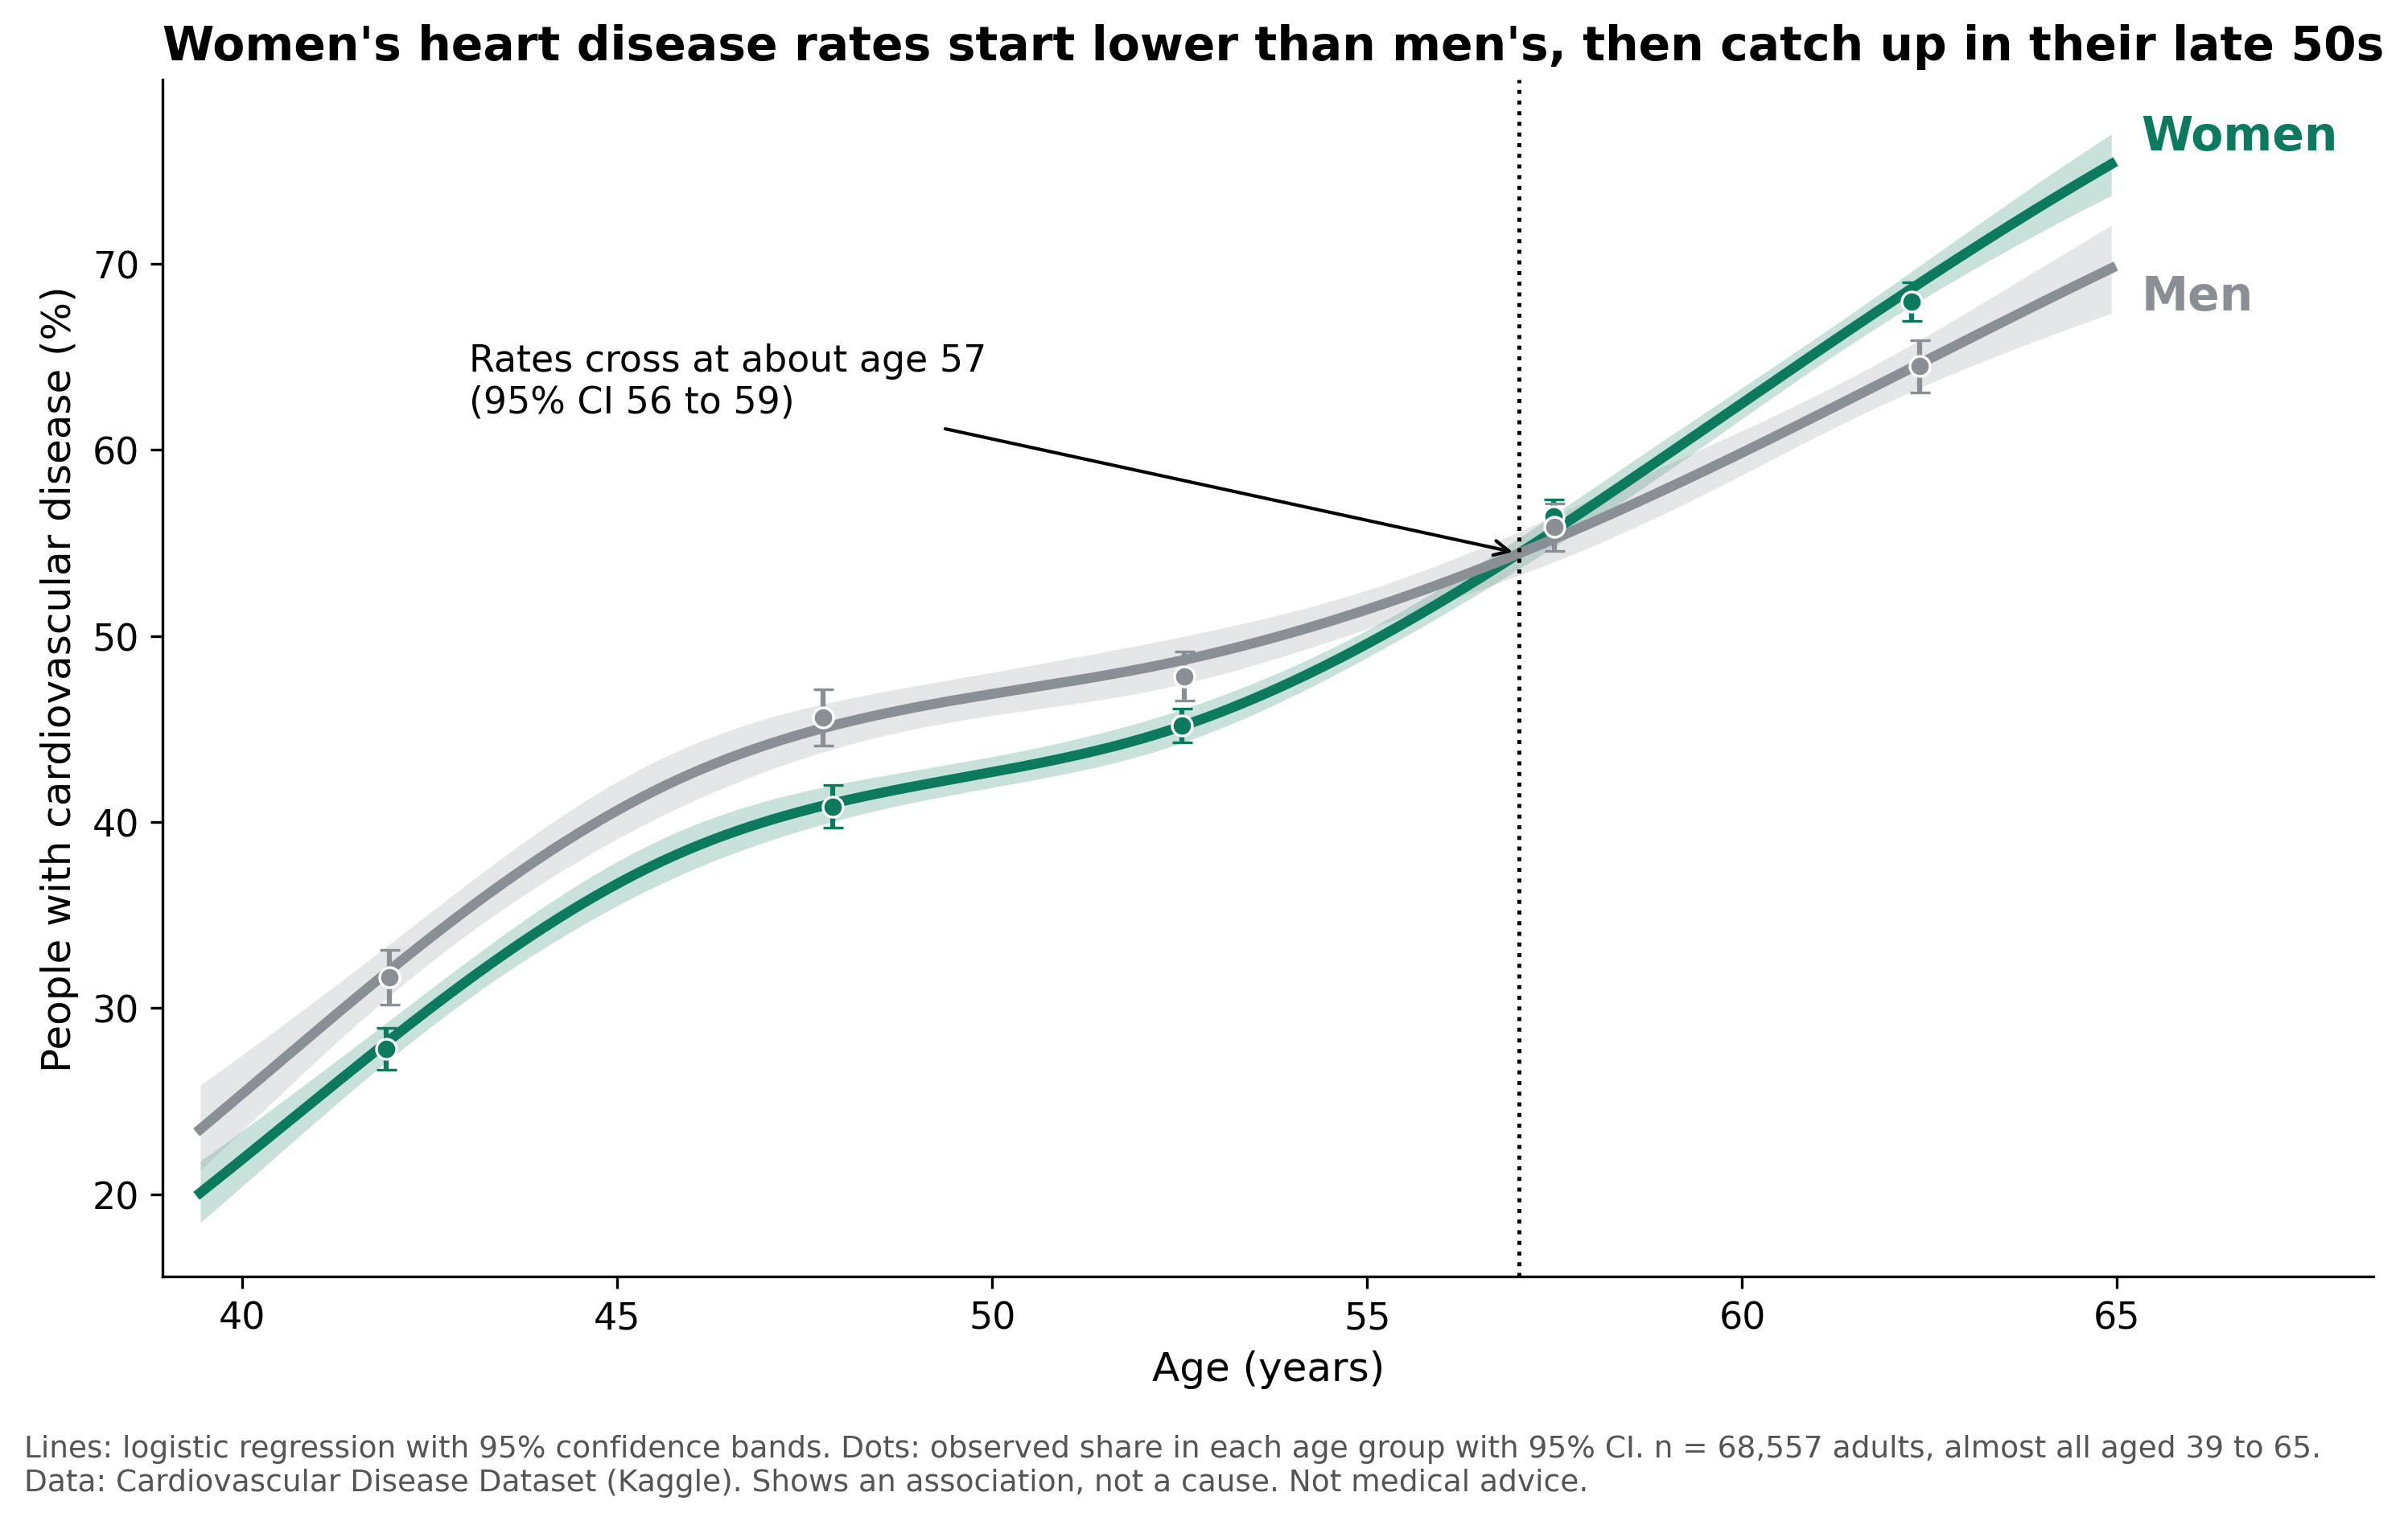 Women's heart disease rates start lower than men's, then catch up in their late 50s
Women
Men
Rates cross at about age 57
(95% CI 56 to 59)
People with cardiovascular disease (%)
70
60
50
40
30
20
40
45
50
55
60
65
Age (years)
Lines: logistic regression with 95% confidence bands. Dots: observed share in each age group with 95% CI. n = 68,557 adults, almost all aged 39 to 65.
Data: Cardiovascular Disease Dataset (Kaggle). Shows an association, not a cause. Not medical advice.